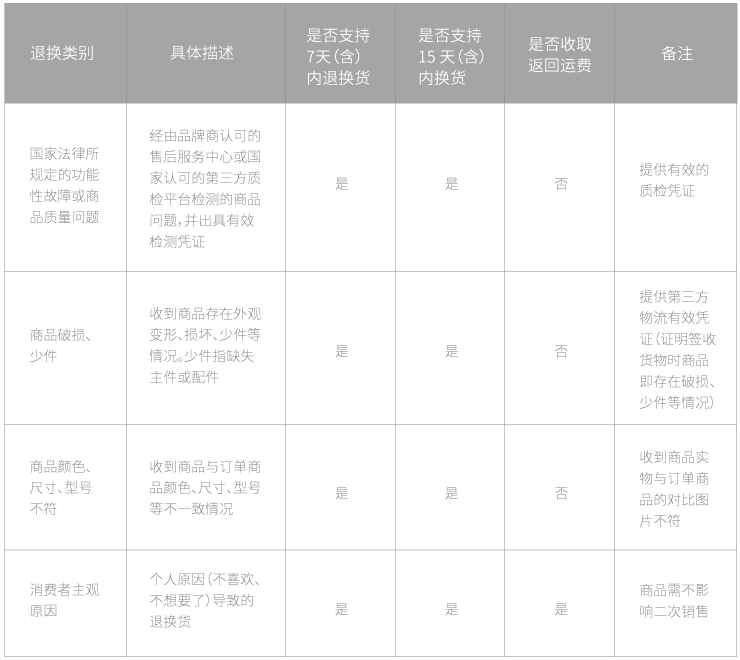 退换类别
具体描述
是否支持
7天（含）
内退换货
是否支持
15 天（含）
内换货
是否收取
返回运费
备注
国家法律所
规定的功能
性故障或商
品质量问题
经由品牌商认可的
售后服务中心或国
家认可的第三方质
检平台检测的商品
问题，并出具有效
检测凭证
是
是
否
提供有效的
质检凭证
商品破损、
少件
收到商品存在外观
变形、损坏、少件等
情况。少件指缺失
主件或配件
是
是
否
提供第三方
物流有效凭
证（证明签收
货物时商品
即存在破损、
少件等情况）
商品颜色、
尺寸、型号
不符
收到商品与订单商
品颜色、尺寸、型号
等不一致情况
是
是
否
收到商品实
物与订单商
品的对比图
片不符
消费者主观
原因
个人原因（不喜欢、
不想要了）导致的
退换货
是
是
是
商品需不影
响二次销售